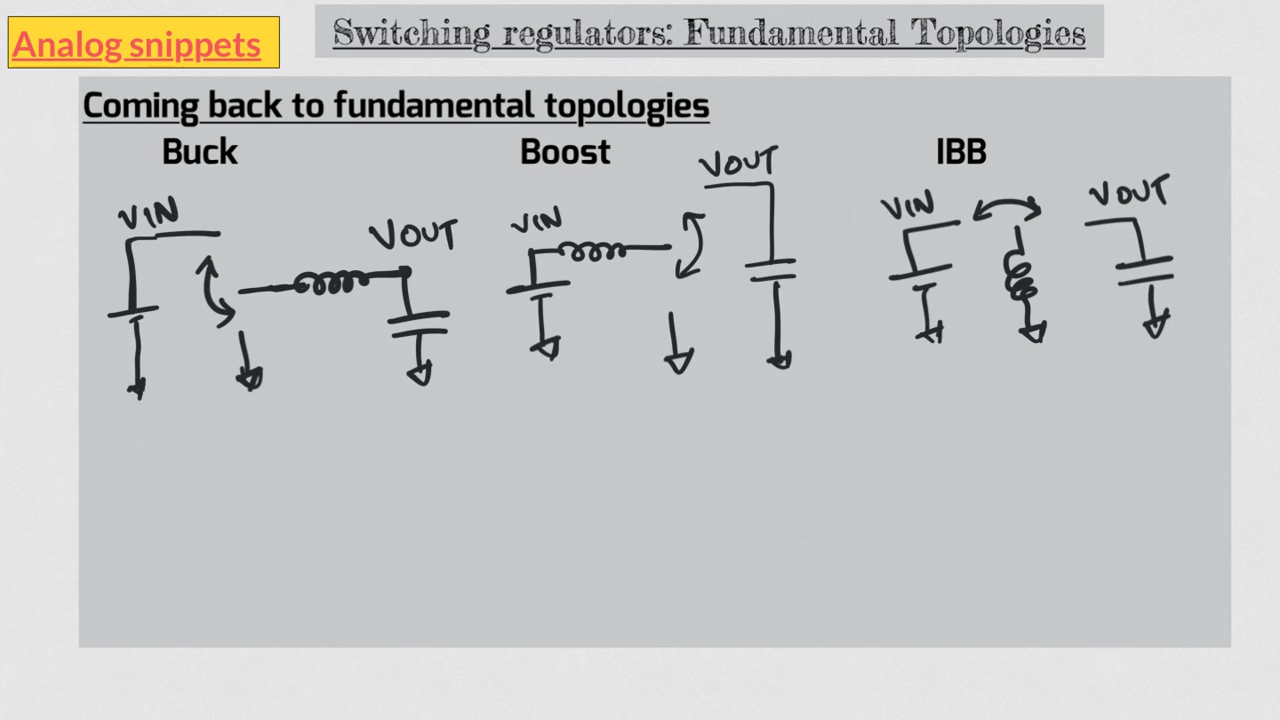 Analog snippets
Switching regulators: Fundamental Topologies
Coming back to fundamental topologies
Buck
Boost
IBB
VIN
VOUT
VIN
VOUT
VIN
VOUT